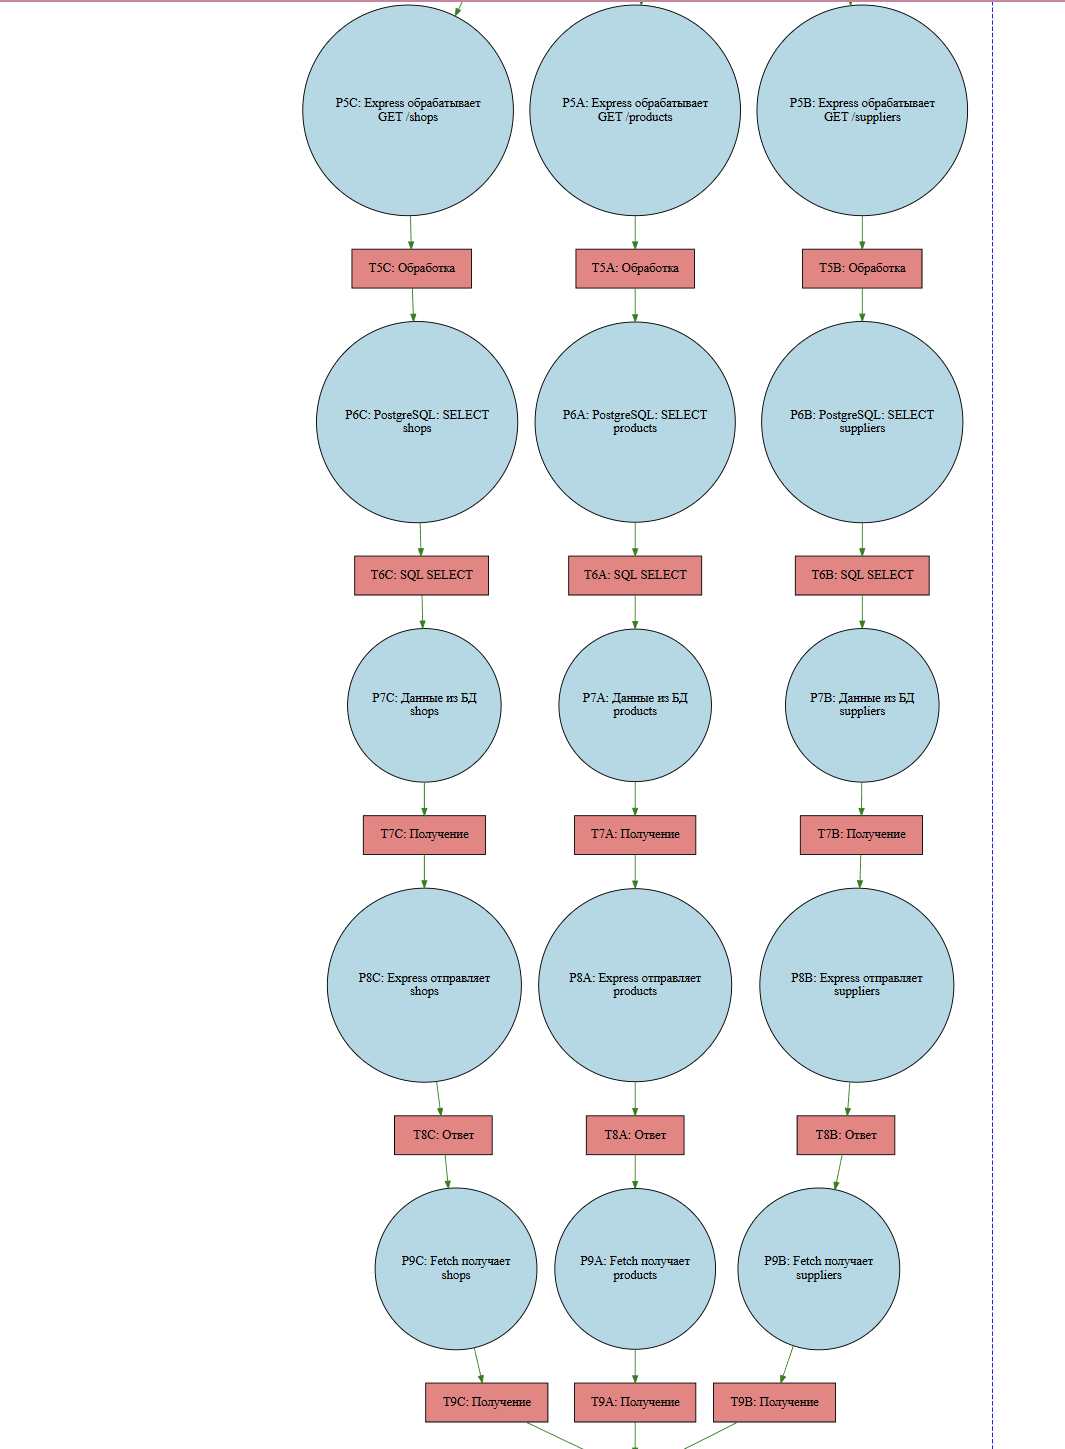 P5C: Express обрабатывает
GET /shops
P5A: Express обрабатывает
GET /products
P5B: Express обрабатывает
GET /suppliers
T5C: Обработка
T5A: Обработка
T5B: Обработка
P6C: PostgreSQL: SELECT
shops
P6A: PostgreSQL: SELECT
products
P6B: PostgreSQL: SELECT
suppliers
T6C: SQL SELECT
T6A: SQL SELECT
T6B: SQL SELECT
P7C: Данные из БД
shops
P7A: Данные из БД
products
P7B: Данные из БД
suppliers
T7C: Получение
T7A: Получение
T7B: Получение
P8C: Express отправляет
shops
P8A: Express отправляет
products
P8B: Express отправляет
suppliers
T8C: Ответ
T8A: Ответ
T8B: Ответ
P9C: Fetch получает
shops
P9A: Fetch получает
products
P9B: Fetch получает
suppliers
T9C: Получение
T9A: Получение
T9B: Получение